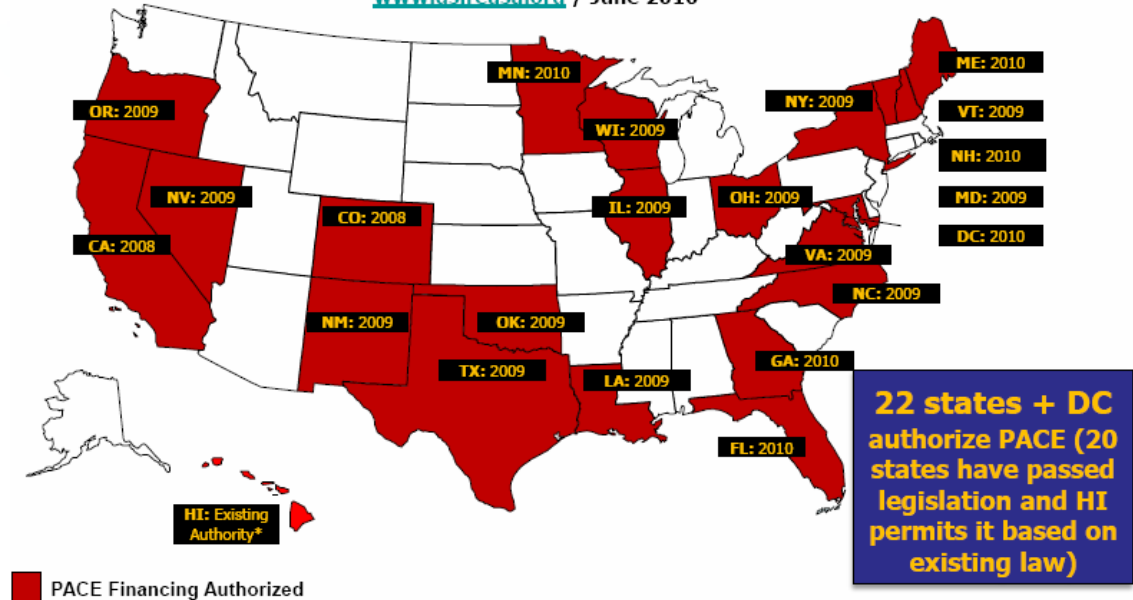 / June 2010
MN: 2010
ME: 2010
OR: 2009
NY: 2009
VT: 2009
WI: 2009
NH: 2010
NV: 2009
OH: 2009
MD: 2009
CO: 2008
IL: 2009
CA: 2008
DC: 2010
VA: 2009
NC: 2009
NM: 2009
OK: 2009
GA: 2010
TX: 2009
LA: 2009
FL: 2010
22 states + DC
authorize PACE (20
states have passed
legislation and HI
permits it based on
existing law)
HI: Existing
Authority*
PACE Financing Authorized